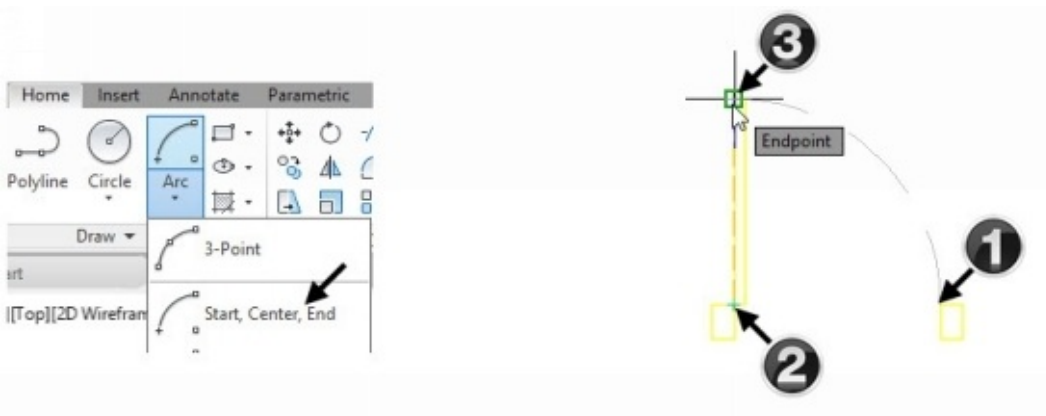 Home Insert Annotate Parametric
Polyline Circle Arc
Draw
3-Point
Start, Center, End
[Top][2D Wirefram
3
Endpoint
1
2